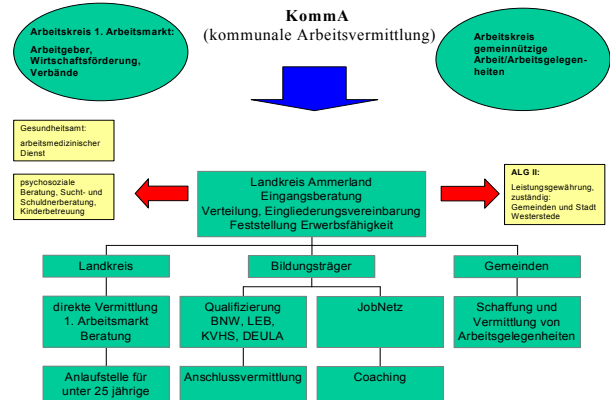 Arbeitskreis 1. Arbeitsmarkt:
Arbeitgeber,
Wirtschaftsförderung,
Verbände
KommA
(kommunale Arbeitsvermittlung)
Arbeitskreis
gemeinnützige
Arbeit/Arbeitsgelegen-
heiten
Gesundheitsamt:
arbeitsmedizinischer
Dienst
psychosoziale
Beratung, Sucht- und
Schuldnerberatung,
Kinderbetreuung
Landkreis Ammerland
Eingangsberatung
Verteilung, Eingliederungsvereinbarung
Feststellung Erwerbsfähigkeit
ALG II:
Leistungsgewährung,
zuständig:
Gemeinden und Stadt
Westerstede
Landkreis
Bildungsträger
Gemeinden
direkte Vermittlung
1. Arbeitsmarkt
Beratung
Qualifizierung
BNW, LEB,
KVHS, DEULA
JobNetz
Schaffung und
Vermittlung von
Arbeitsgelegenheiten
Anlaufstelle für
unter 25 jährige
Anschlussvermittlung
Coaching